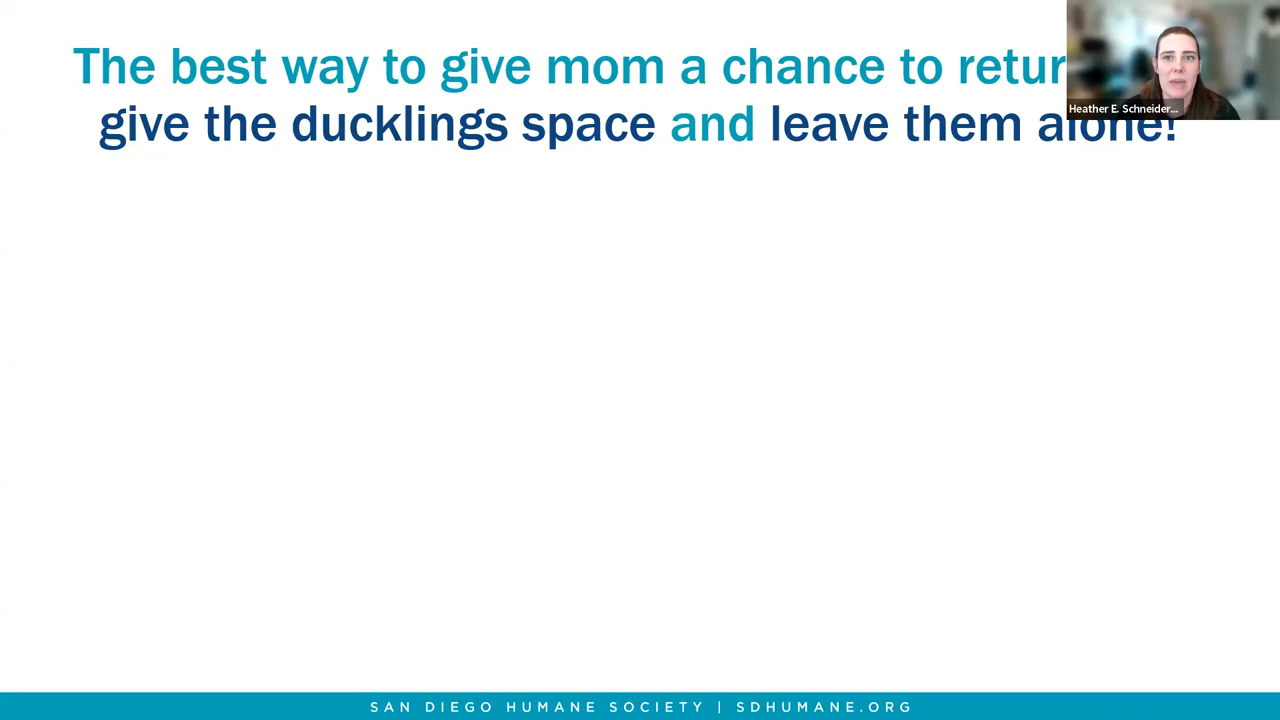 The best way to give mom a chance to retur
give the ducklings space and leave them alone!
Heather E. Schneider...
SAN DIEGO HUMANE SOCIETY | SDHUMANE.ORG